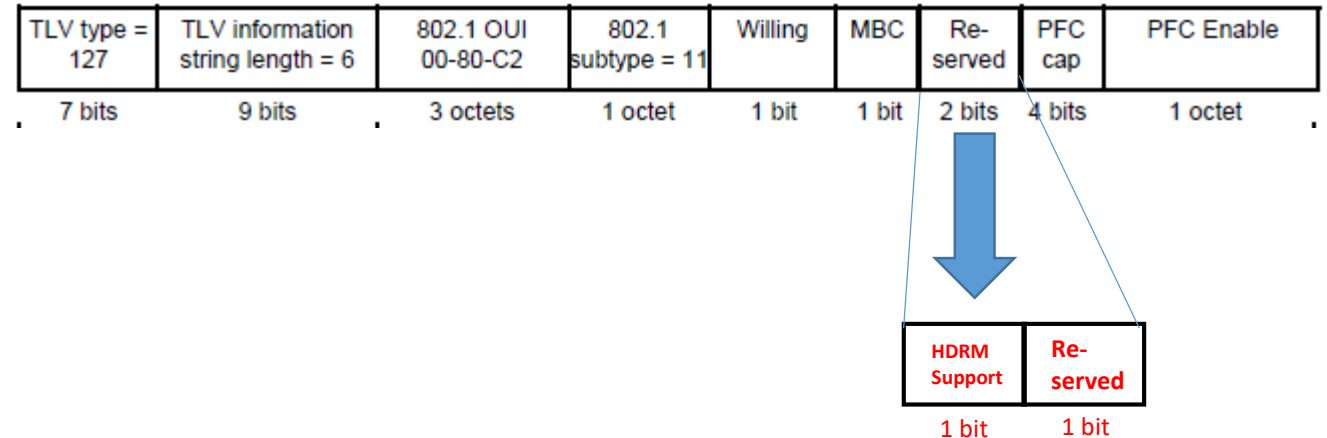 TLV type = 127
TLV information string length = 6
802.1 OUI 00-80-C2
802.1 subtype = 11
Willing
MBC
Re-served
PFC cap
PFC Enable
7 bits
9 bits
3 octets
1 octet
1 bit
1 bit
2 bits
4 bits
1 octet
HDRM Support
Re-served
1 bit
1 bit